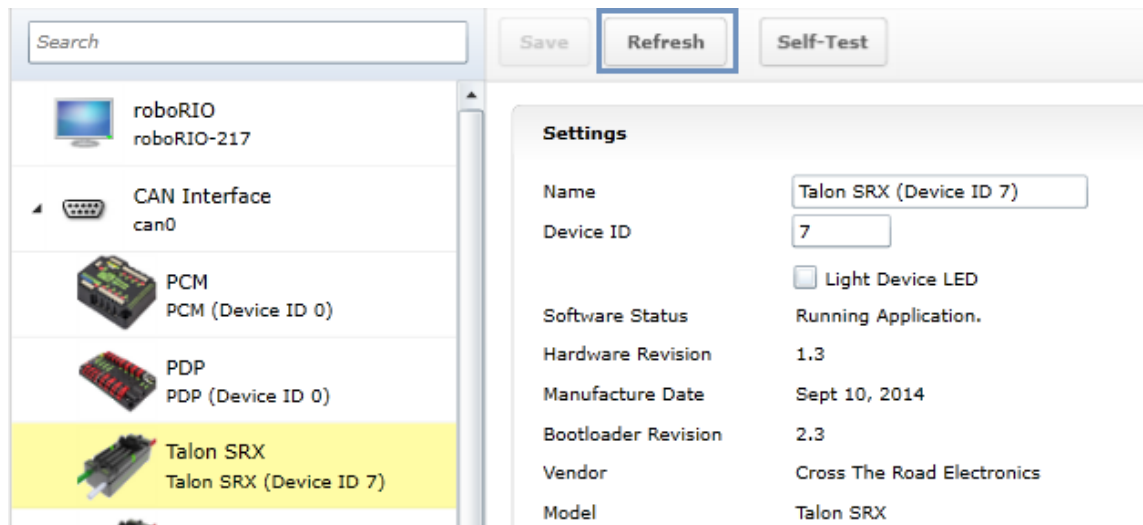 Search
roboRIO
roboRIO-217
CAN Interface
can0
PCM
PCM (Device ID 0)
PDP
PDP (Device ID 0)
Talon SRX
Talon SRX (Device ID 7)
Save
Refresh
Self-Test
Settings
Name Talon SRX (Device ID 7)
Device ID 7
Light Device LED
Software Status Running Application.
Hardware Revision 1.3
Manufacture Date Sept 10, 2014
Bootloader Revision 2.3
Vendor Cross The Road Electronics
Model Talon SRX